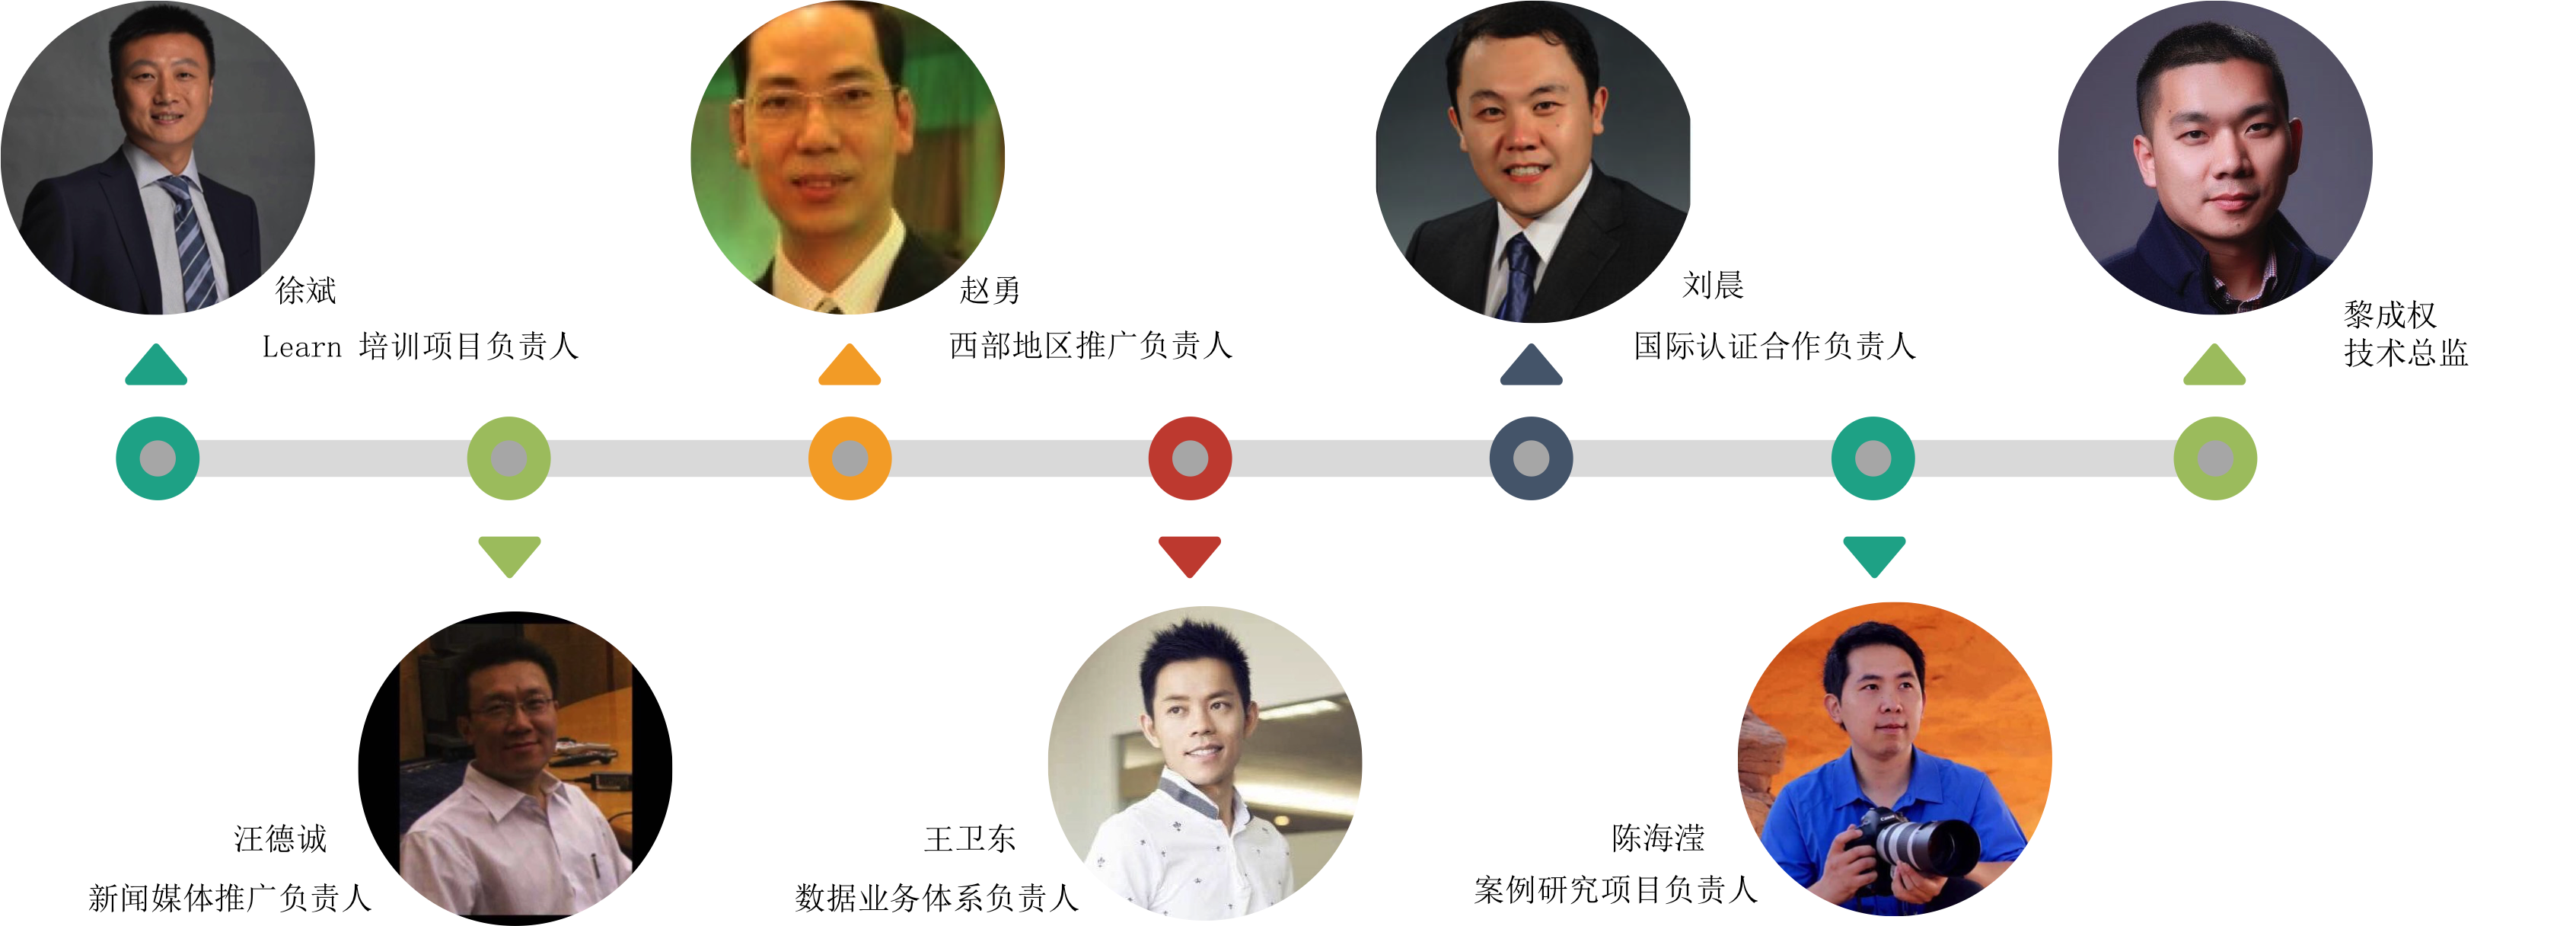 徐斌
Learn 培训项目负责人
赵勇
西部地区推广负责人
刘晨
国际认证合作负责人
黎成权
技术总监
汪德诚
新闻媒体推广负责人
王卫东
数据业务体系负责人
陈海滢
案例研究项目负责人